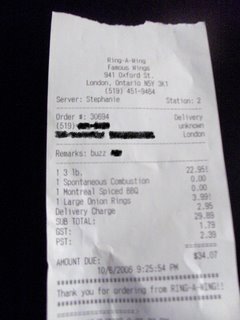 Ring-A-Wing
Famous Wings
941 Oxford St.
London, Ontario N5Y 3K1
(519) 451-9464
Server: Stephanie Station: 2
Order #: 30694 Delivery
(519) unknown
London
Remarks: buzz
1 3 lb. 22.95!
1 Spontaneous Combustion 0.00
1 Montreal Spiced BBQ 0.00
1 Large Onion Rings 3.99!
Delivery Charge 2.95
SUB TOTAL: 29.89
GST: 1.79
PST: 2.39
AMOUNT DUE: $34.07
10/6/2006 9:25:54 PM
Thank you for ordering from RING-A-WING!!